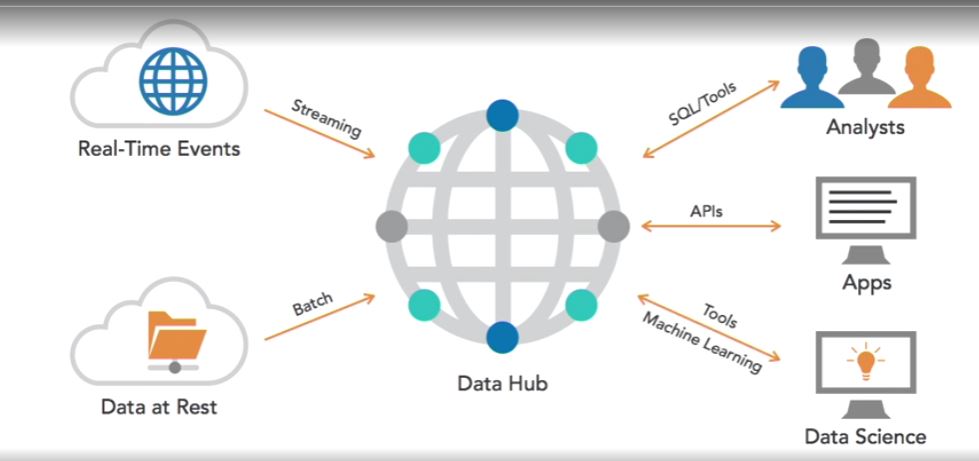 Streaming
Real-Time Events
Batch
Data at Rest
Data Hub
SQL/Tools
Analysts
APIs
Apps
Tools
Machine Learning
Data Science